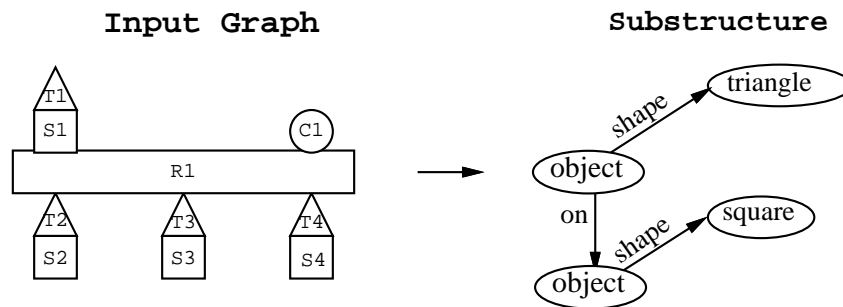 Input Graph
Substructure
T1
S1
C1
R1
T2
T3
T4
S2
S3
S4
triangle
shape
object
on
shape
square
object